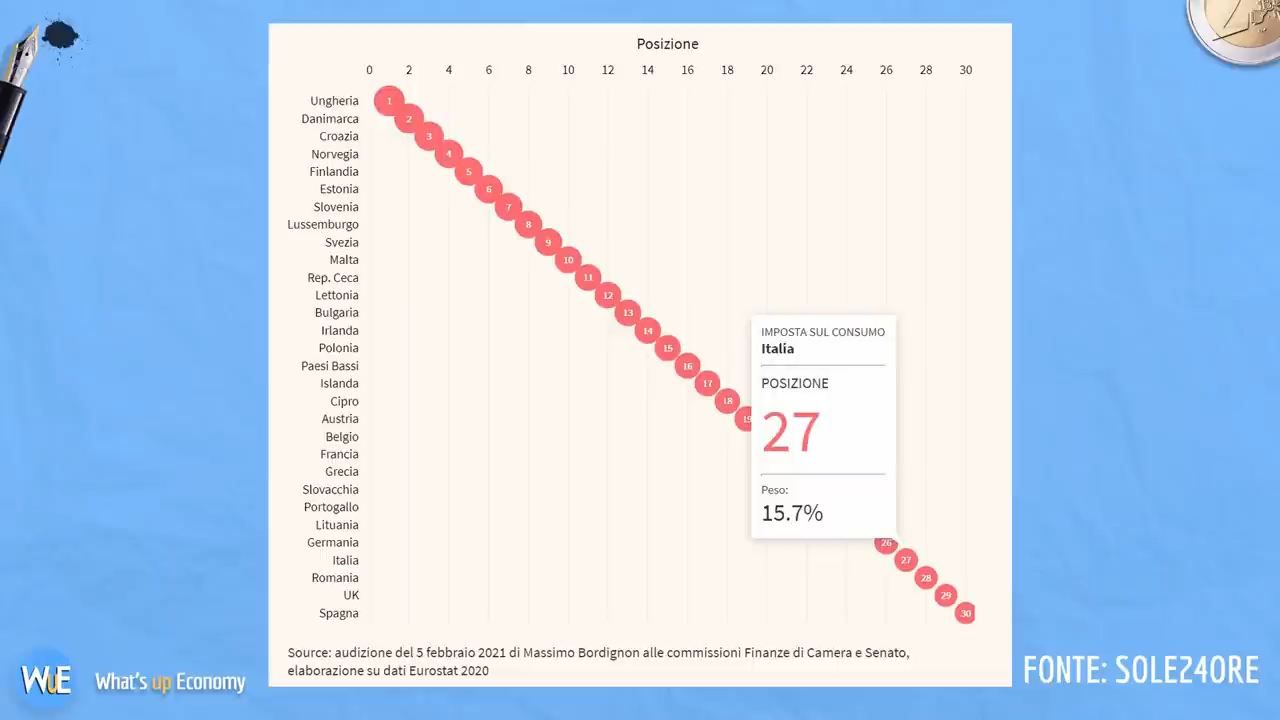 Posizione
0 2 4 6 8 10 12 14 16 18 20 22 24 26 28 30
Ungheria 1
Danimarca 2
Croazia 3
Norvegia 4
Finlandia 5
Estonia 6
Slovenia 7
Lussemburgo 8
Svezia 9
Malta 10
Rep. Ceca 11
Lettonia 12
Bulgaria 13
Irlanda 14
Polonia 15
Paesi Bassi 16
Islanda 17
Cipro 18
Austria 19
Belgio
Francia
Grecia
Slovacchia
Portogallo
Lituania
Germania 26
Italia 27
Romania 28
UK 29
Spagna 30
IMPOSTA SUL CONSUMO
Italia
POSIZIONE
27
Peso:
15.7%
Source: audizione del 5 febbraio 2021 di Massimo Bordignon alle commissioni Finanze di Camera e Senato,
elaborazione su dati Eurostat 2020
WuE What's up Economy
FONTE: SOLE24ORE
2